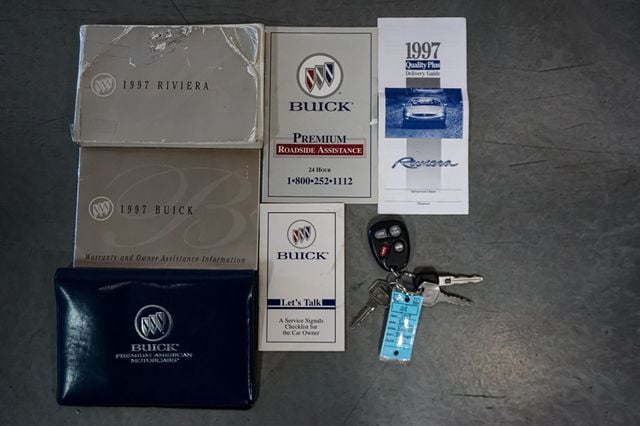 1997 RIVIERA
1997 BUICK
Warranty and Owner Assistance Information
BUICK
PREMIUM AMERICAN
MOTORCARS
BUICK
PREMIUM
ROADSIDE ASSISTANCE
24 HOUR
1•800•252•1112
BUICK
Let's Talk
A Service Signals
Checklist for
the Car Owner
1997
Quality Plus
Delivery Guide
Riviera